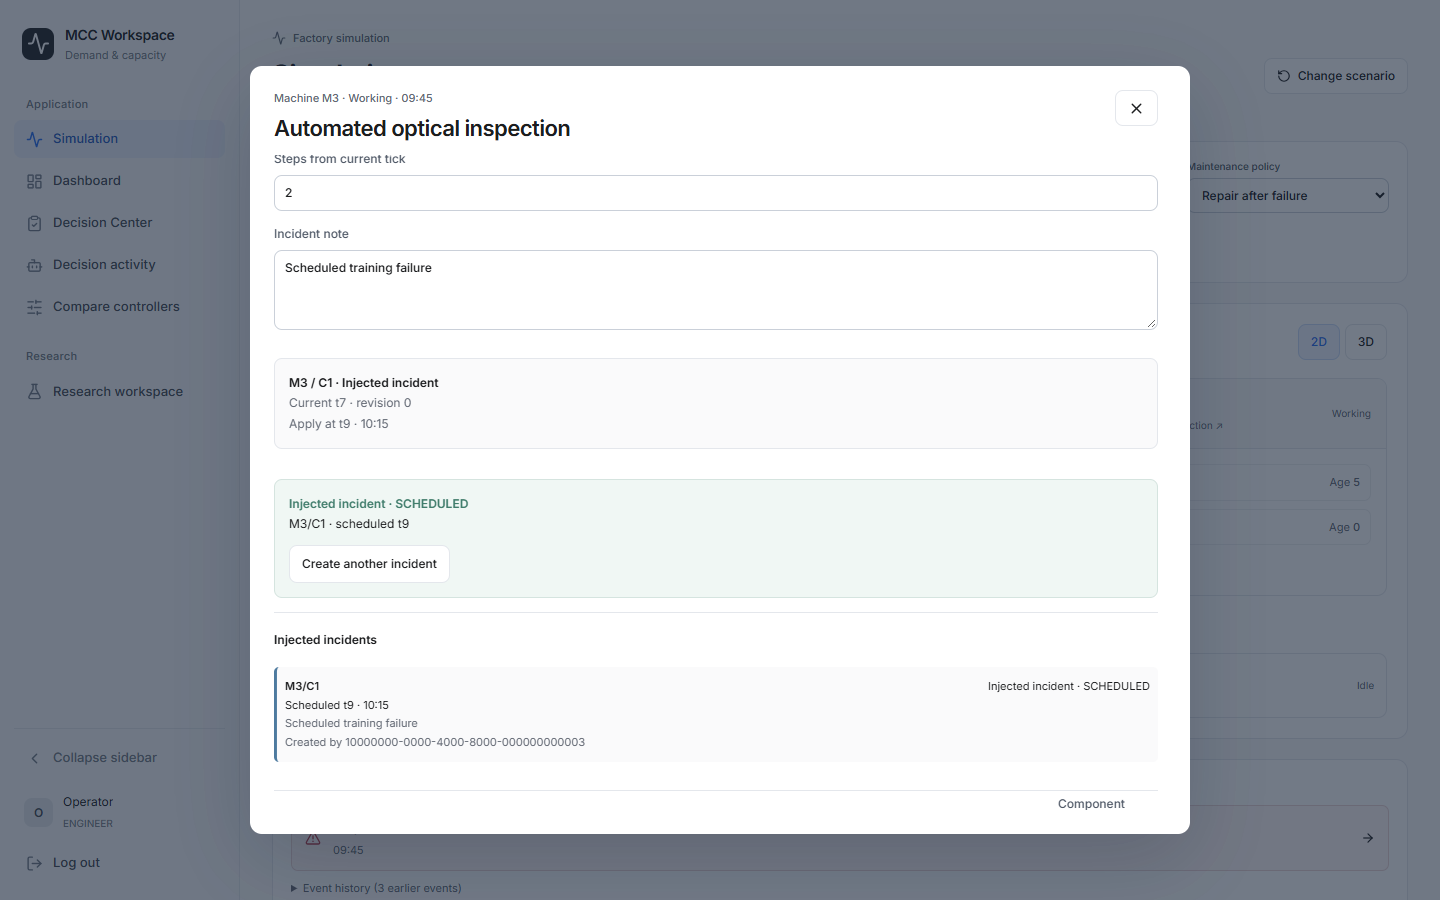 MCC Workspace
Demand & capacity
Application
Simulation
Dashboard
Decision Center
Decision activity
Compare controllers
Research
Research workspace
Collapse sidebar
O
Operator
ENGINEER
Log out
Factory simulation
Change scenario
Maintenance policy
Repair after failure
2D
3D
Working
ction ↗
Age 5
Age 0
Idle
09:45
Event history (3 earlier events)
Machine M3 · Working · 09:45
Automated optical inspection
Steps from current tick
2
Incident note
Scheduled training failure
M3 / C1 · Injected incident
Current t7 · revision 0
Apply at t9 · 10:15
Injected incident · SCHEDULED
M3/C1 · scheduled t9
Create another incident
Injected incidents
M3/C1
Injected incident · SCHEDULED
Scheduled t9 · 10:15
Scheduled training failure
Created by 10000000-0000-4000-8000-000000000003
Component